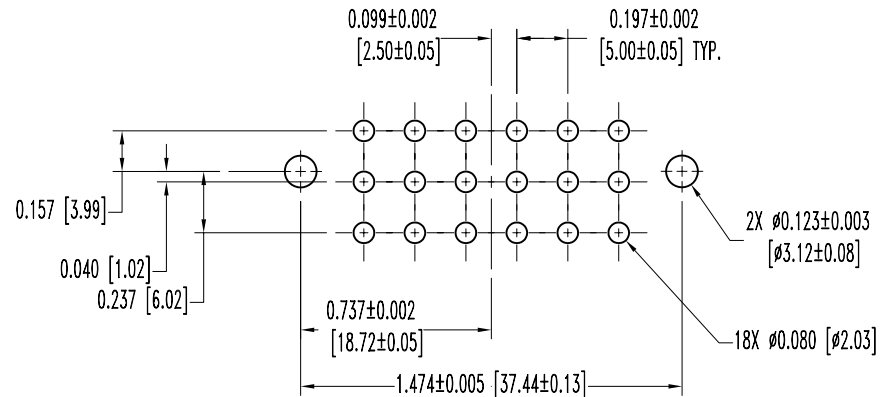 0.099±0.002
[2.50±0.05]
0.197±0.002
[5.00±0.05] TYP.
0.157 [3.99]
0.040 [1.02]
0.237 [6.02]
2X ø0.123±0.003
[ø3.12±0.08]
0.737±0.002
[18.72±0.05]
18X ø0.080 [ø2.03]
1.474±0.005 [37.44±0.13]